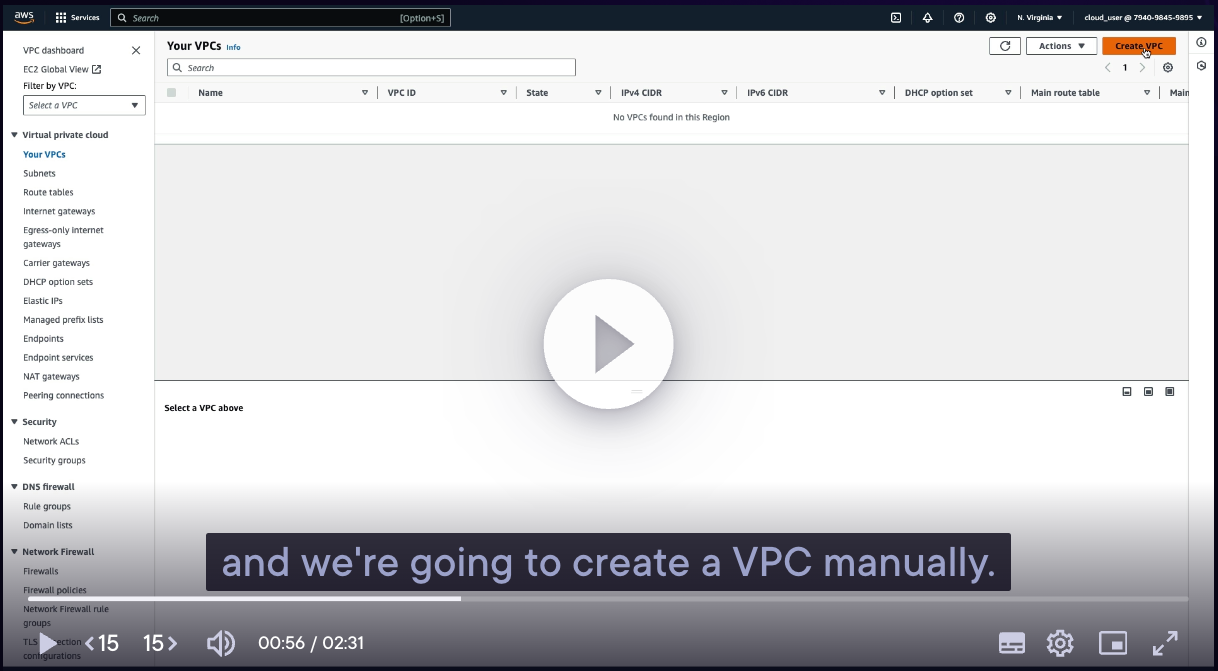 aws
Services
Search
[Option+S]
N. Virginia
cloud_user @ 7940-9845-9895
VPC dashboard
EC2 Global View
Filter by VPC:
Select a VPC
Virtual private cloud
Your VPCs
Subnets
Route tables
Internet gateways
Egress-only internet
gateways
Carrier gateways
DHCP option sets
Elastic IPs
Managed prefix lists
Endpoints
Endpoint services
NAT gateways
Peering connections
Security
Network ACLs
Security groups
DNS firewall
Rule groups
Domain lists
Network Firewall
Firewalls
Firewall policies
Network Firewall rule
groups
configurations
Your VPCs
Info
Actions
Create VPC
Search
1
Name
VPC ID
State
IPv4 CIDR
IPv6 CIDR
DHCP option set
Main route table
Main
No VPCs found in this Region
Select a VPC above
and we're going to create a VPC manually.
15
15
00:56 / 02:31